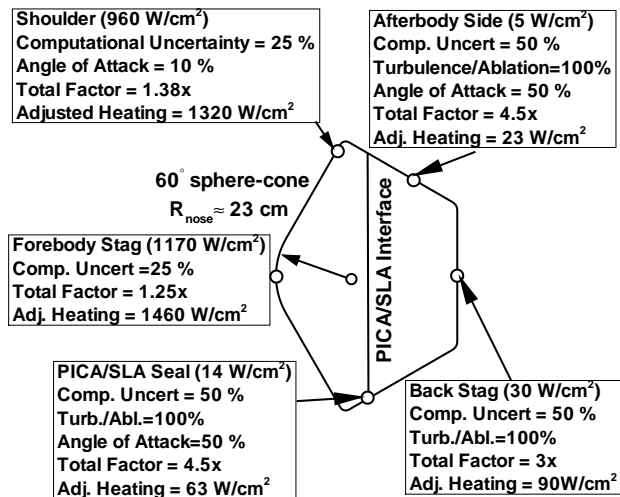 Shoulder (960 W/cm²)
Computational Uncertainty = 25 %
Angle of Attack = 10 %
Total Factor = 1.38x
Adjusted Heating = 1320 W/cm²
Afterbody Side (5 W/cm²)
Comp. Uncert = 50 %
Turbulence/Ablation=100%
Angle of Attack = 50 %
Total Factor = 4.5x
Adj. Heating = 23 W/cm²
60° sphere-cone
R_nose ≈ 23 cm
PICA/SLA Interface
Forebody Stag (1170 W/cm²)
Comp. Uncert =25 %
Total Factor = 1.25x
Adj. Heating = 1460 W/cm²
PICA/SLA Seal (14 W/cm²)
Comp. Uncert = 50 %
Turb./Abl.=100%
Angle of Attack=50 %
Total Factor = 4.5x
Adj. Heating = 63 W/cm²
Back Stag (30 W/cm²)
Comp. Uncert = 50 %
Turb./Abl.=100%
Total Factor = 3x
Adj. Heating = 90W/cm²